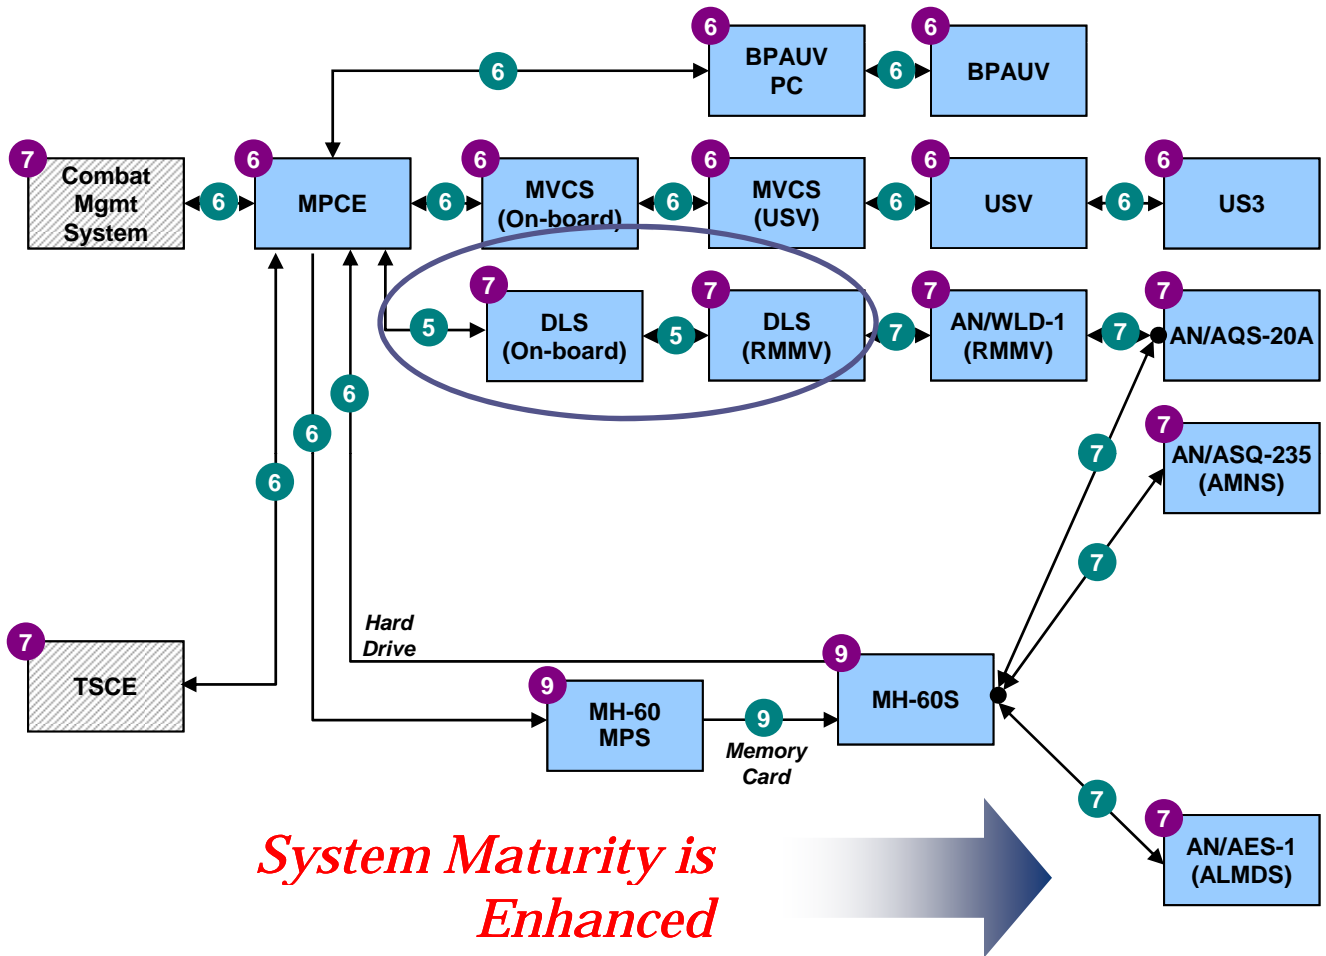 6
6
BPAUV
PC
BPAUV
6
6
7
6
6
6
6
6
Combat
Mgmt
System
6
MPCE
6
MVCS
(On-board)
6
MVCS
(USV)
6
USV
6
US3
7
7
7
7
5
DLS
(On-board)
5
DLS
(RMMV)
7
AN/WLD-1
(RMMV)
7
AN/AQS-20A
6
6
6
7
7
AN/ASQ-235
(AMNS)
7
Hard
Drive
7
TSCE
9
MH-60
MPS
9
Memory
Card
9
MH-60S
7
7
AN/AES-1
(ALMDS)
System Maturity is
Enhanced